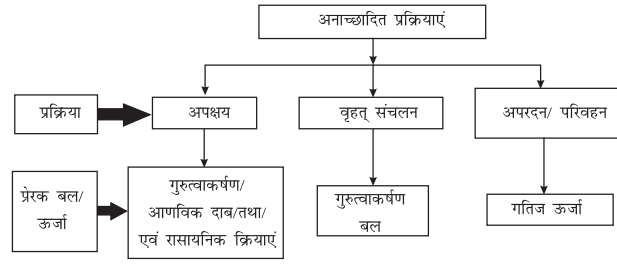 अनाच्छादित प्रक्रियाएं
प्रक्रिया
अपक्षय
वृहत् संचलन
अपरदन/ परिवहन
प्रेरक बल/
ऊर्जा
गुरुत्वाकर्षण/
आणविक दाब/तथा/
एवं रासायनिक क्रियाएं
गुरुत्वाकर्षण
बल
गतिज ऊर्जा